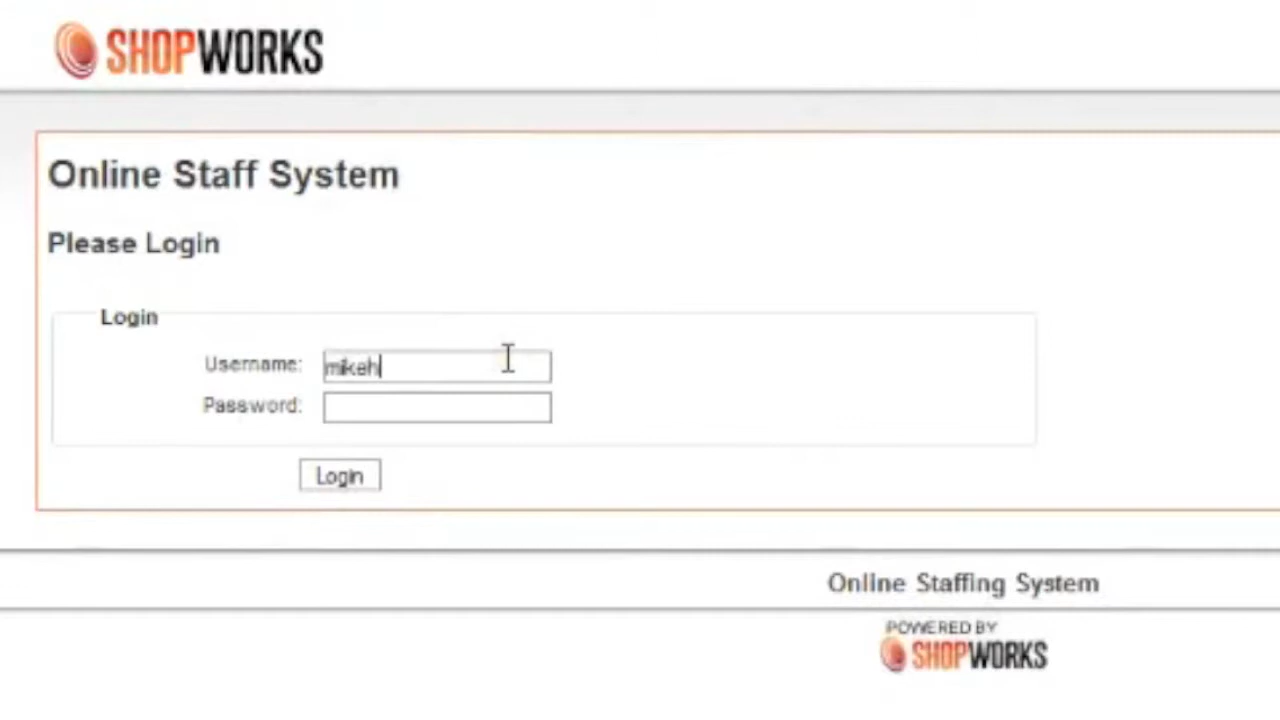 SHOPWORKS
Online Staff System
Please Login
Login
Username: mikeh
Password:
Login
Online Staffing System
POWERED BY
SHOPWORKS